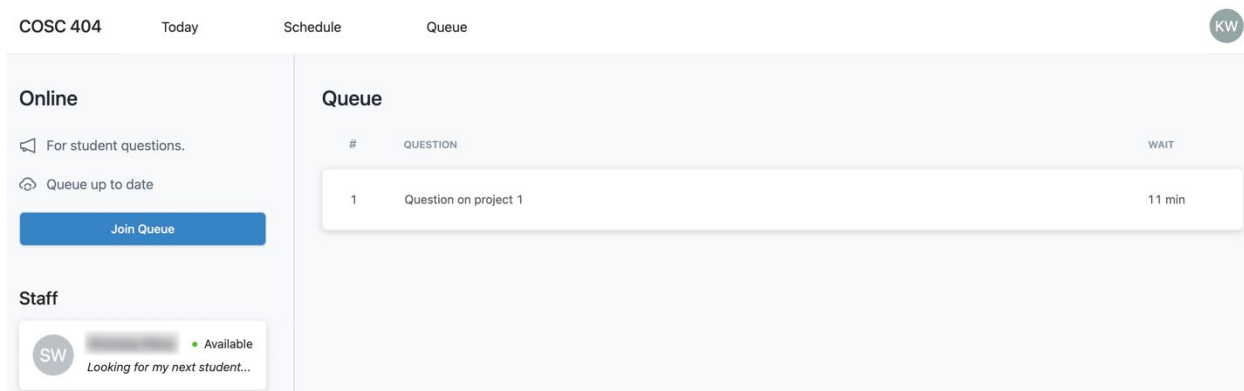 COSC 404 Today Schedule Queue KW
Online
For student questions.
Queue up to date
Join Queue
Staff
SW
Available
Looking for my next student...
Queue
# QUESTION WAIT
1 Question on project 1 11 min